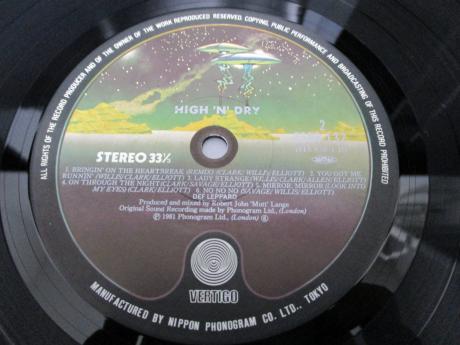 ALL RIGHTS OF THE RECORD PRODUCER AND OF THE OWNER OF THE WORK REPRODUCED RESERVED. COPYING, PUBLIC PERFORMANCE AND BROADCASTING OF THIS RECORD PROHIBITED
HIGH 'N' DRY
2
STEREO 33⅓
1. BRINGIN' ON THE HEARTBREAK (REMIX) (CLARK/WILLIS/ELLIOTT) 2. YOU GOT ME
RUNNIN' (WILLIS/CLARK/ELLIOTT) 3. LADY STRANGE (WILLIS/CLARK/ALLEN/ELLIOTT)
4. ON THROUGH THE NIGHT (CLARK/SAVAGE/ELLIOTT) 5. MIRROR, MIRROR (LOOK INTO
MY EYES) (CLARK/ELLIOTT) 6. NO NO NO (SAVAGE/WILLIS/ELLIOTT)
DEF LEPPARD
Produced and mixed by Robert John 'Mutt' Lange
Original Sound Recording made by Phonogram Ltd., (London)
Ⓟ 1981 Phonogram Ltd., (London)
VERTIGO
MANUFACTURED BY NIPPON PHONOGRAM CO. LTD., TOKYO